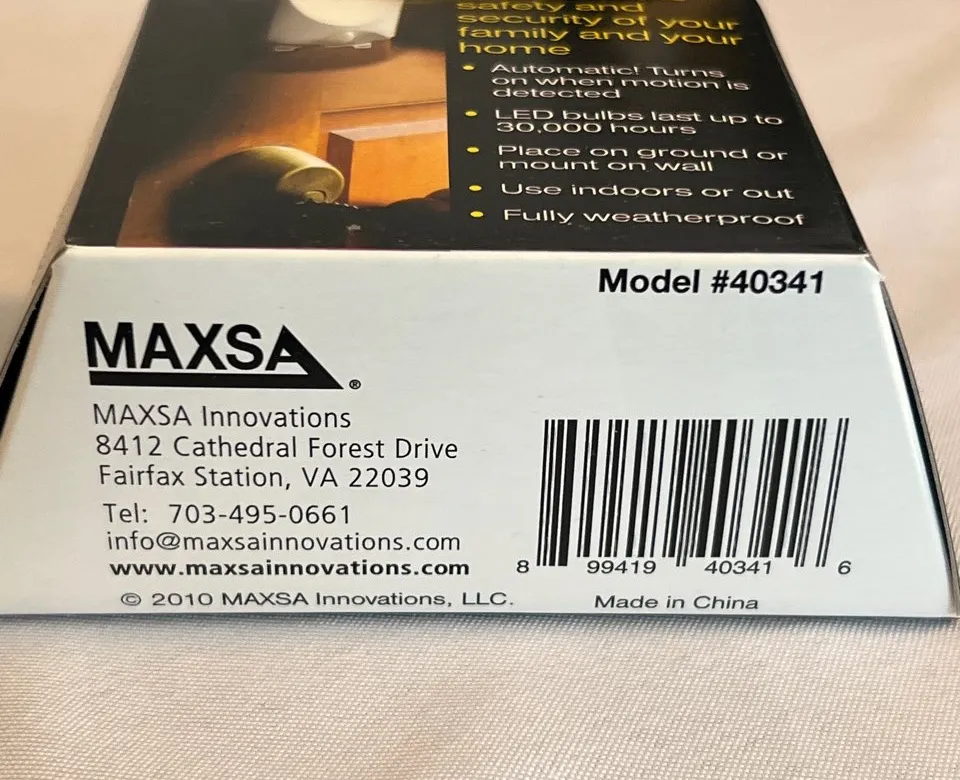 safety and
security of your
family and your
home
• Automatic! Turns
on when motion is
detected
• LED bulbs last up to
30,000 hours
• Place on ground or
mount on wall
• Use indoors or out
• Fully weatherproof
Model #40341
MAXSA®
MAXSA Innovations
8412 Cathedral Forest Drive
Fairfax Station, VA 22039
Tel: 703-495-0661
info@maxsainnovations.com
www.maxsainnovations.com
© 2010 MAXSA Innovations, LLC.
8 99419 40341 6
Made in China